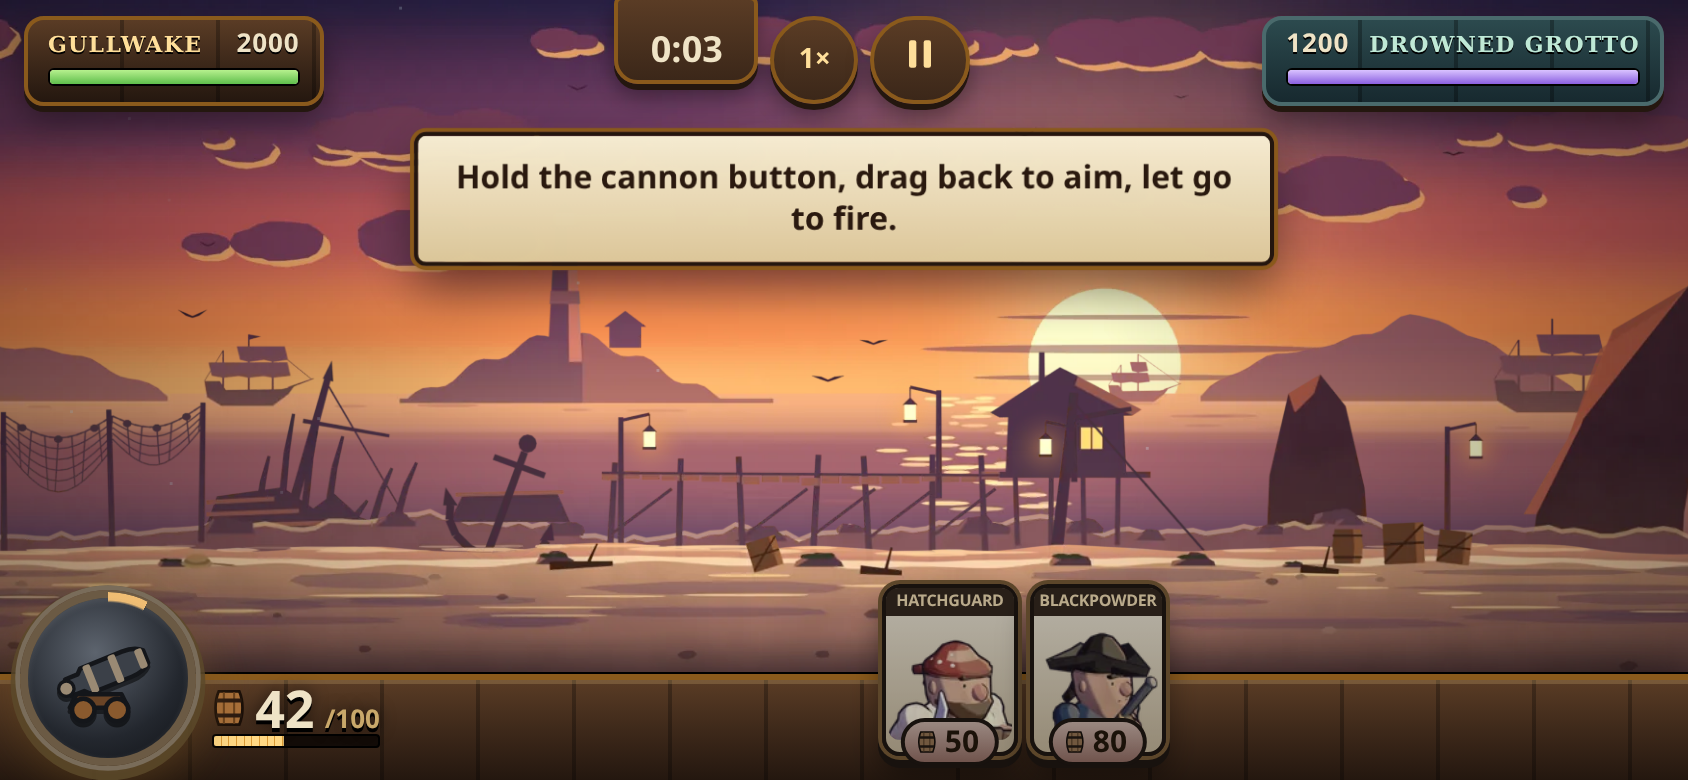 GULLWAKE 2000
0:03
1×
1200 DROWNED GROTTO
Hold the cannon button, drag back to aim, let go
to fire.
HATCHGUARD
BLACKPOWDER
42 /100
50
80